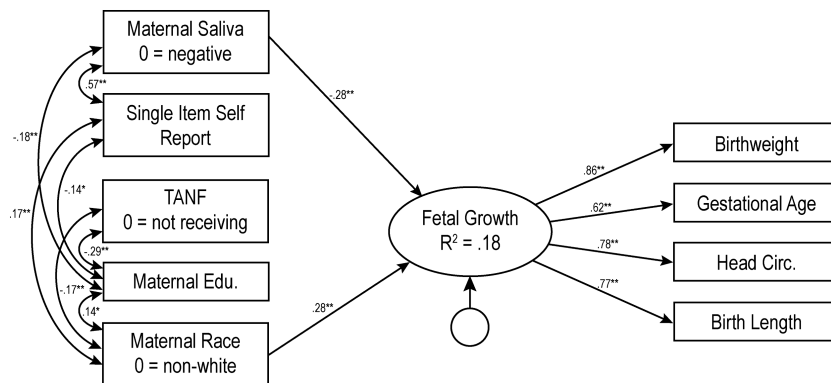 Maternal Saliva
0 = negative
.57**
Single Item Self
Report
-.18**
-.14*
.17**
TANF
0 = not receiving
-.29**
Maternal Edu.
-.17**
.14*
Maternal Race
0 = non-white
-.28**
.28**
Fetal Growth
R² = .18
.86**
.62**
.78**
.77**
Birthweight
Gestational Age
Head Circ.
Birth Length